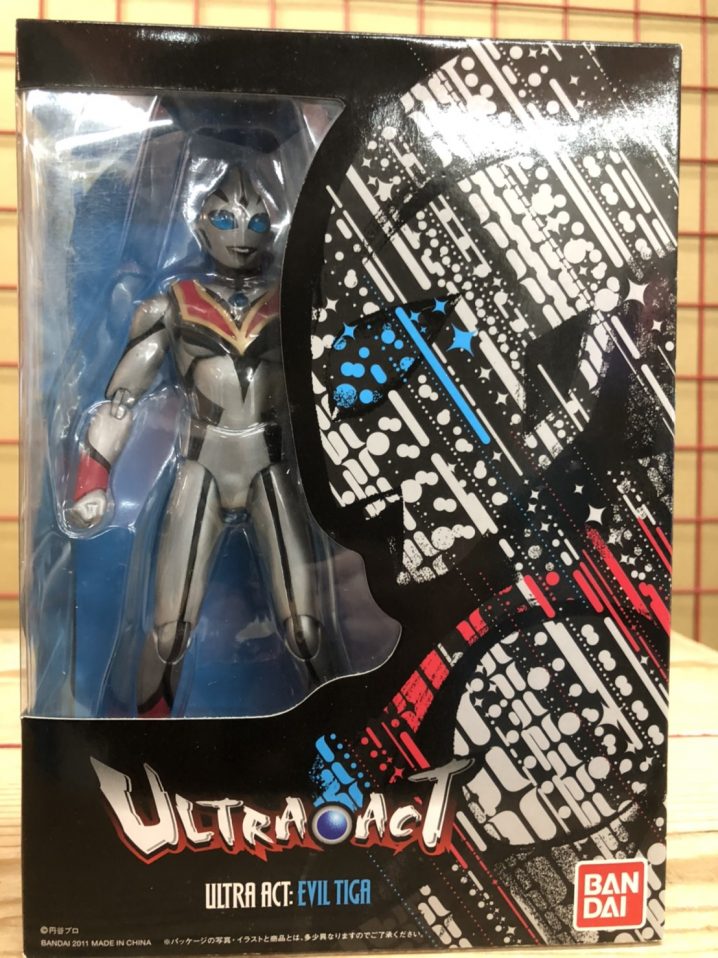 ULTRA ACT
ULTRA ACT: EVIL TIGA
BAN
DAI
©円谷プロ
BANDAI 2011 MADE IN CHINA ※パッケージの写真・イラストと商品とは、多少異なりますのでご了承ください。